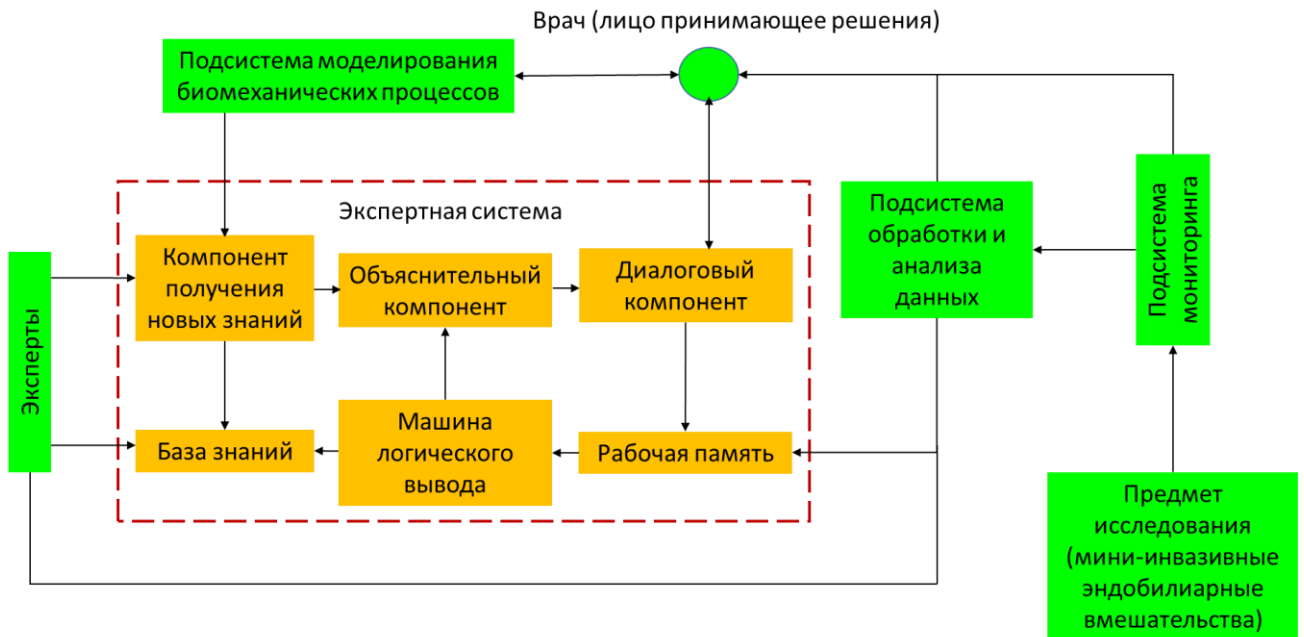 Врач (лицо принимающее решения)
Подсистема моделирования
биомеханических процессов
Экспертная система
Компонент
получения
новых знаний
Объяснительный
компонент
Диалоговый
компонент
Подсистема
обработки и
анализа
данных
Подсистема
мониторинга
Эксперты
База знаний
Машина
логического
вывода
Рабочая память
Предмет
исследования
(мини-инвазивные
эндобилиарные
вмешательства)